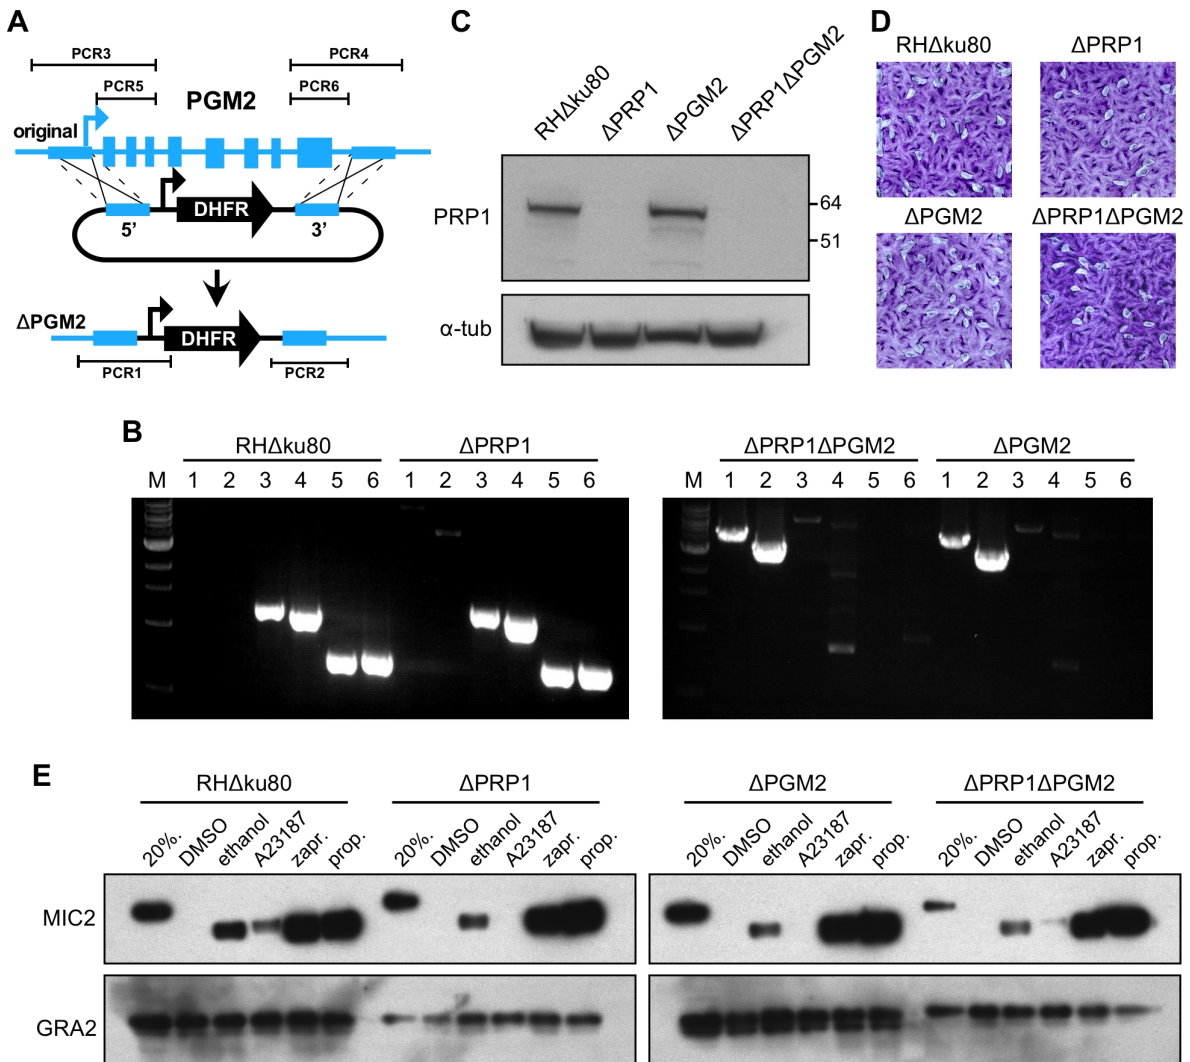 A
PCR3
PCR4
PCR5
PGM2
PCR6
original
DHFR
5’
3’
ΔPGM2
DHFR
PCR1
PCR2
C
RHΔku80
ΔPRP1
ΔPGM2
ΔPRP1ΔPGM2
PRP1
64
51
α-tub
D
RHΔku80
ΔPRP1
ΔPGM2
ΔPRP1ΔPGM2
B
RHΔku80
ΔPRP1
M 1 2 3 4 5 6 1 2 3 4 5 6
ΔPRP1ΔPGM2
ΔPGM2
M 1 2 3 4 5 6 1 2 3 4 5 6
E
RHΔku80
ΔPRP1
ΔPGM2
ΔPRP1ΔPGM2
20%. DMSO ethanol A23187 zapr. prop.
20%. DMSO ethanol A23187 zapr. prop.
20%. DMSO ethanol A23187 zapr. prop.
20%. DMSO ethanol A23187 zapr. prop.
MIC2
GRA2